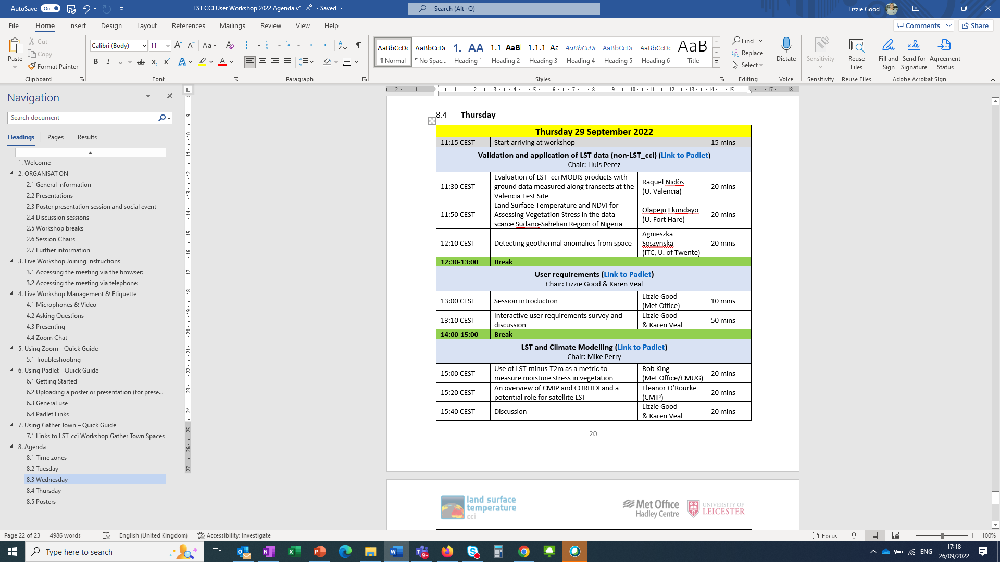 AutoSave On LST CCI User Workshop 2022 Agenda v1 • Saved Search (Alt+Q) Lizzie Good
File Home Insert Design Layout References Mailings Review View Help Comments Share
Paste Cut Copy Format Painter
Calibri (Body) 11
AaBbCcDc ¶ Normal
AaBbCcDc ¶ No Spac...
1. AA Heading 1
1.1 AaB Heading 2
1.1.1 Aa Heading 3
AaBbCcDc Heading 4
AaBbCcDc Heading 5
AaBbCcDc Heading 6
AaB Title
Find
Replace
Select
Dictate
Sensitivity
Reuse Files
Fill and Sign
Send for Signature
Agreement Status
Clipboard Font Paragraph Styles Editing Voice Sensitivity Reuse Files Adobe Acrobat Sign
Navigation
Search document
Headings Pages Results
1. Welcome
2. ORGANISATION
2.1 General Information
2.2 Presentations
2.3 Poster presentation session and social event
2.4 Discussion sessions
2.5 Workshop breaks
2.6 Session Chairs
2.7 Further information
3. Live Workshop Joining Instructions
3.1 Accessing the meeting via the browser:
3.2 Accessing the meeting via telephone:
4. Live Workshop Management & Etiquette
4.1 Microphones & Video
4.2 Asking Questions
4.3 Presenting
4.4 Zoom Chat
5. Using Zoom - Quick Guide
5.1 Troubleshooting
6. Using Padlet - Quick Guide
6.1 Getting Started
6.2 Uploading a poster or presentation (for prese...
6.3 General use
6.4 Padlet Links
7. Using Gather Town – Quick Guide
7.1 Links to LST_cci Workshop Gather Town Spaces
8. Agenda
8.1 Time zones
8.2 Tuesday
8.3 Wednesday
8.4 Thursday
8.5 Posters
8.4 Thursday
Thursday 29 September 2022
11:15 CEST Start arriving at workshop 15 mins
Validation and application of LST data (non-LST_cci) (Link to Padlet)
Chair: Lluis Perez
11:30 CEST Evaluation of LST_cci MODIS products with
ground data measured along transects at the
Valencia Test Site
Raquel Niclòs
(U. Valencia)
20 mins
11:50 CEST Land Surface Temperature and NDVI for
Assessing Vegetation Stress in the data-
scarce Sudano-Sahelian Region of Nigeria
Olapeju Ekundayo
(U. Fort Hare)
20 mins
12:10 CEST Detecting geothermal anomalies from space
Agnieszka
Soszynska
(ITC, U. of Twente)
20 mins
12:30-13:00 Break
User requirements (Link to Padlet)
Chair: Lizzie Good & Karen Veal
13:00 CEST Session introduction
Lizzie Good
(Met Office)
10 mins
13:10 CEST Interactive user requirements survey and
discussion
Lizzie Good
& Karen Veal
50 mins
14:00-15:00 Break
LST and Climate Modelling (Link to Padlet)
Chair: Mike Perry
15:00 CEST Use of LST-minus-T2m as a metric to
measure moisture stress in vegetation
Rob King
(Met Office/CMUG)
20 mins
15:20 CEST An overview of CMIP and CORDEX and a
potential role for satellite LST
Eleanor O’Rourke
(CMIP)
20 mins
15:40 CEST Discussion
Lizzie Good
& Karen Veal
20 mins
20
land surface
temperature
cci
Met Office
Hadley Centre
UNIVERSITY OF
LEICESTER
Page 22 of 23 4986 words English (United Kingdom) Accessibility: Investigate Focus 100%
Type here to search
9+
ENG
17:18
26/09/2022